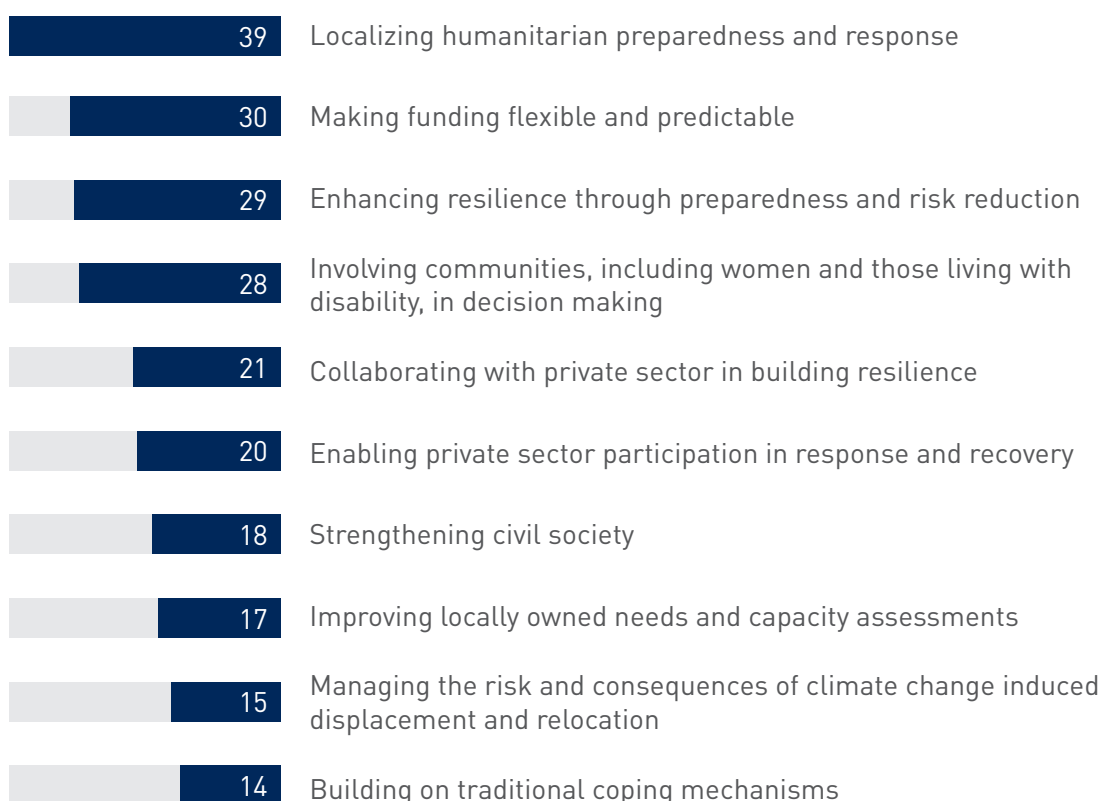 39 Localizing humanitarian preparedness and response
30 Making funding flexible and predictable
29 Enhancing resilience through preparedness and risk reduction
28 Involving communities, including women and those living with
disability, in decision making
21 Collaborating with private sector in building resilience
20 Enabling private sector participation in response and recovery
18 Strengthening civil society
17 Improving locally owned needs and capacity assessments
15 Managing the risk and consequences of climate change induced
displacement and relocation
14 Building on traditional coping mechanisms